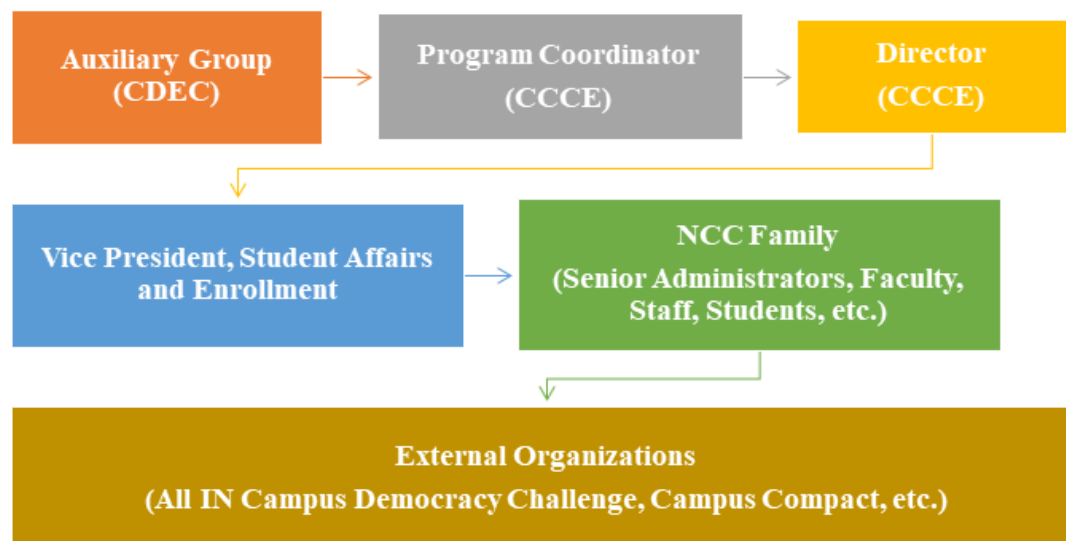 Auxiliary Group
(CDEC)
Program Coordinator
(CCCE)
Director
(CCCE)
Vice President, Student Affairs
and Enrollment
NCC Family
(Senior Administrators, Faculty,
Staff, Students, etc.)
External Organizations
(All IN Campus Democracy Challenge, Campus Compact, etc.)